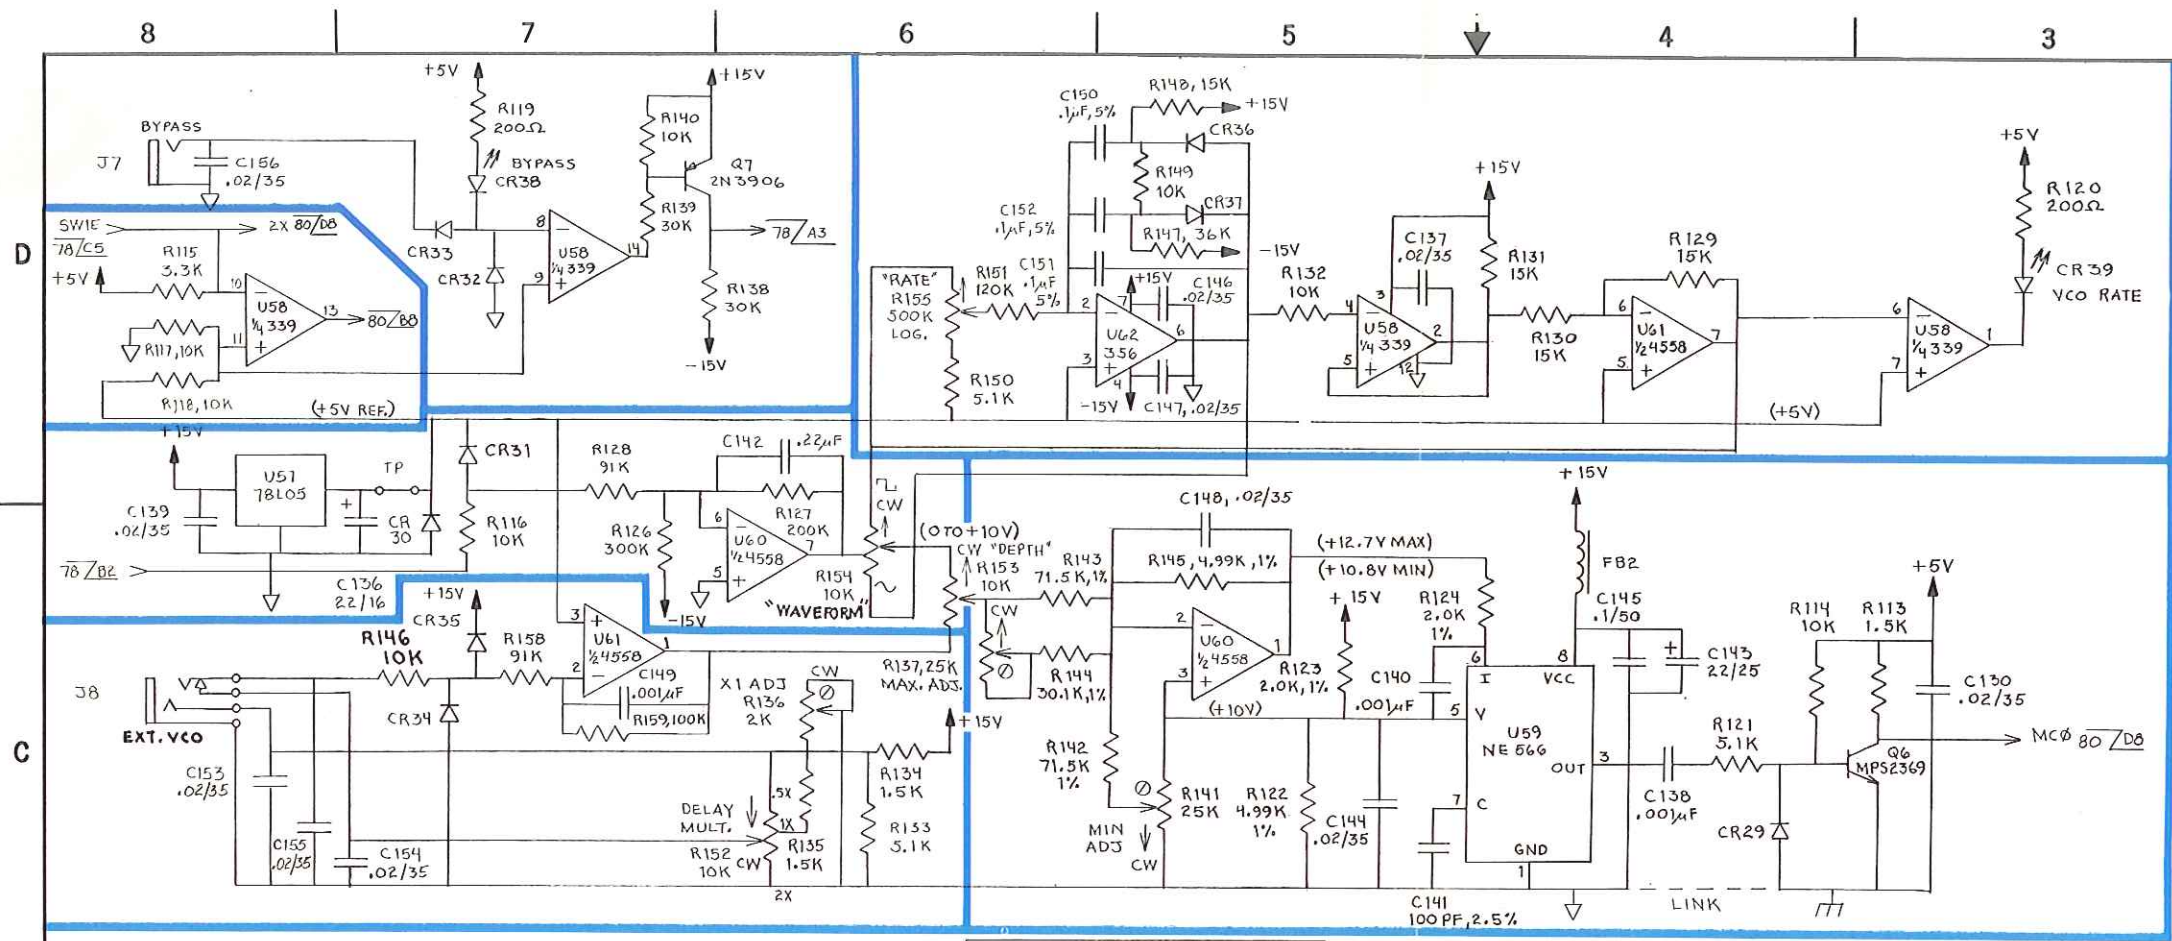 8 7 6 5 4 3
D
C
BYPASS
J7
C156
.02/35
+5V
R119
200Ω
BYPASS
CR38
CR33
CR32
8
9
14
U58
1/4 339
R140
10K
R139
30K
+15V
Q7
2N3906
78/A3
R138
30K
-15V
SW1E
78/C5
2X 80/D8
R115
3.3K
+5V
10
11
13
U58
1/4 339
80/B8
R117,10K
R118,10K
(+5V REF.)
C150
.1µF,5%
R148, 15K
+15V
CR36
R149
10K
C152
.1µF,5%
CR37
R147, 36K
-15V
"RATE"
R155
500K
LOG.
R151
120K
C151
.1µF
5%
+15V
C146
.02/35
2
3
7
4
6
U62
356
-15V
C147,.02/35
R150
5.1K
R132
10K
4
5
3
2
12
U58
1/4 339
C137
.02/35
+15V
R131
15K
R130
15K
R129
15K
6
5
7
U61
1/2 4558
(+5V)
6
7
1
U58
1/4 339
+5V
R120
200Ω
CR39
VCO RATE
+15V
U57
78L05
TP
C139
.02/35
+
CR
30
C136
22/16
78/B2
CR31
R116
10K
R128
91K
R126
300K
-15V
C142
.22µF
R127
200K
6
5
7
U60
1/2 4558
CW
R154
10K
"WAVEFORM"
(0 TO +10V)
CW "DEPTH"
R153
10K
CW
R137,25K
MAX. ADJ.
R143
71.5K,1%
R144
30.1K,1%
C148,.02/35
R145,4.99K,1%
2
3
1
U60
1/2 4558
(+12.7V MAX)
(+10.8V MIN)
+15V
R123
2.0K,1%
R124
2.0K
1%
C140
.001µF
(+10V)
R142
71.5K
1%
MIN
ADJ
CW
R141
25K
R122
4.99K
1%
C144
.02/35
C141
100 PF,2.5%
+15V
FB2
C145
.1/50
+
C143
22/25
6
8
I
VCC
5
V
U59
NE 566
OUT
3
7
C
GND
1
C138
.001µF
R121
5.1K
CR29
R114
10K
R113
1.5K
+5V
C130
.02/35
Q6
MPS2369
MCØ 80/D8
LINK
J8
EXT. VCO
C153
.02/35
C155
.02/35
C154
.02/35
R146
10K
CR35
+15V
CR34
R158
91K
3
2
1
U61
1/2 4558
C149
.001µF
R159,100K
X1 ADJ
R136
2K
CW
DELAY
MULT.
R152
10K
CW
.5X
1X
2X
R135
1.5K
R134
1.5K
+15V
R133
5.1K